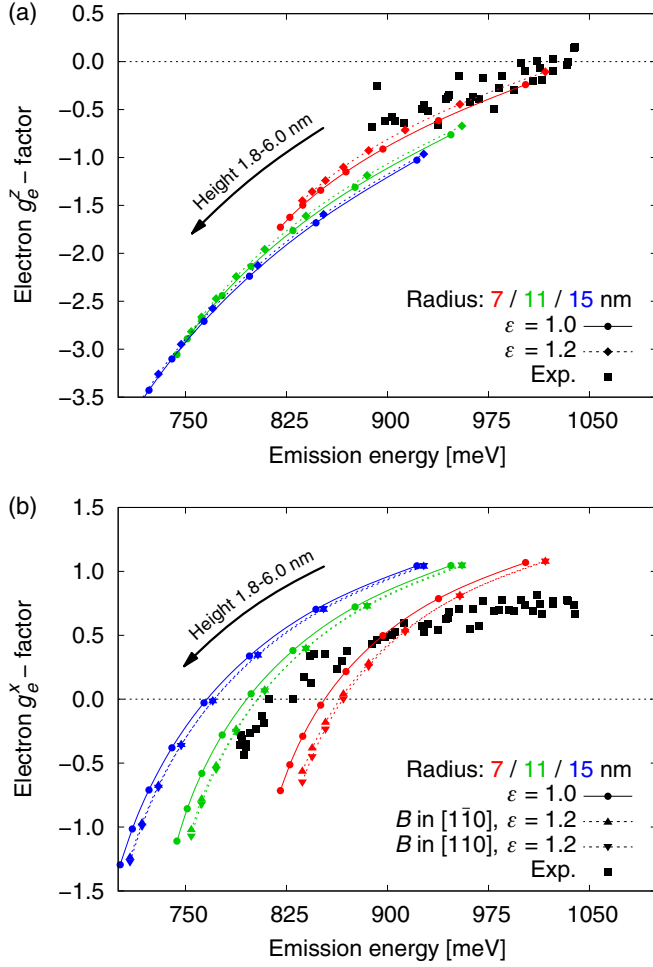 (a)
0.5
0.0
−0.5
−1.0
−1.5
−2.0
−2.5
−3.0
−3.5
Electron g_e^z − factor
Height 1.8-6.0 nm
Radius: 7 / 11 / 15 nm
ε = 1.0
ε = 1.2
Exp.
750 825 900 975 1050
Emission energy [meV]
(b)
1.5
1.0
0.5
0.0
−0.5
−1.0
−1.5
Electron g_e^x − factor
Height 1.8-6.0 nm
Radius: 7 / 11 / 15 nm
ε = 1.0
B in [11̄0], ε = 1.2
B in [110], ε = 1.2
Exp.
750 825 900 975 1050
Emission energy [meV]